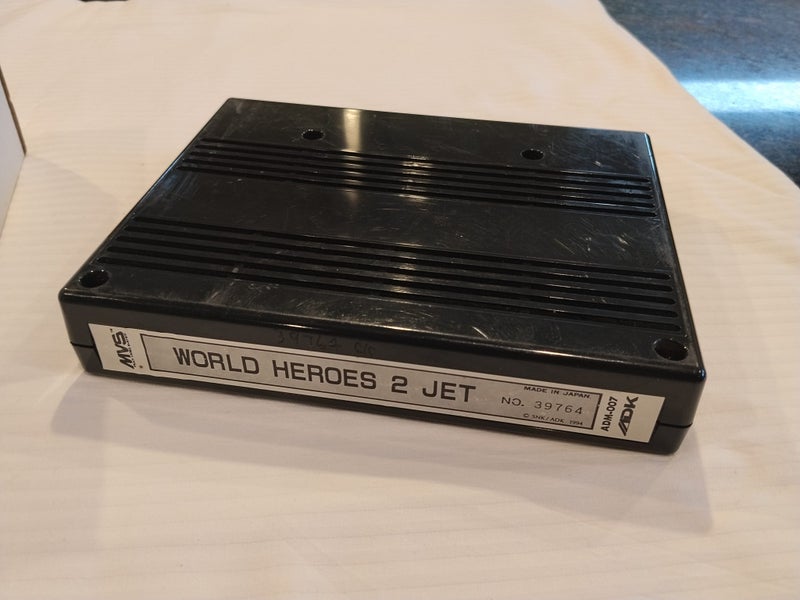 MVS
WORLD HEROES 2 JET
MADE IN JAPAN
NO. 39764
© SNK/ADK 1994
ADM-007
ADK